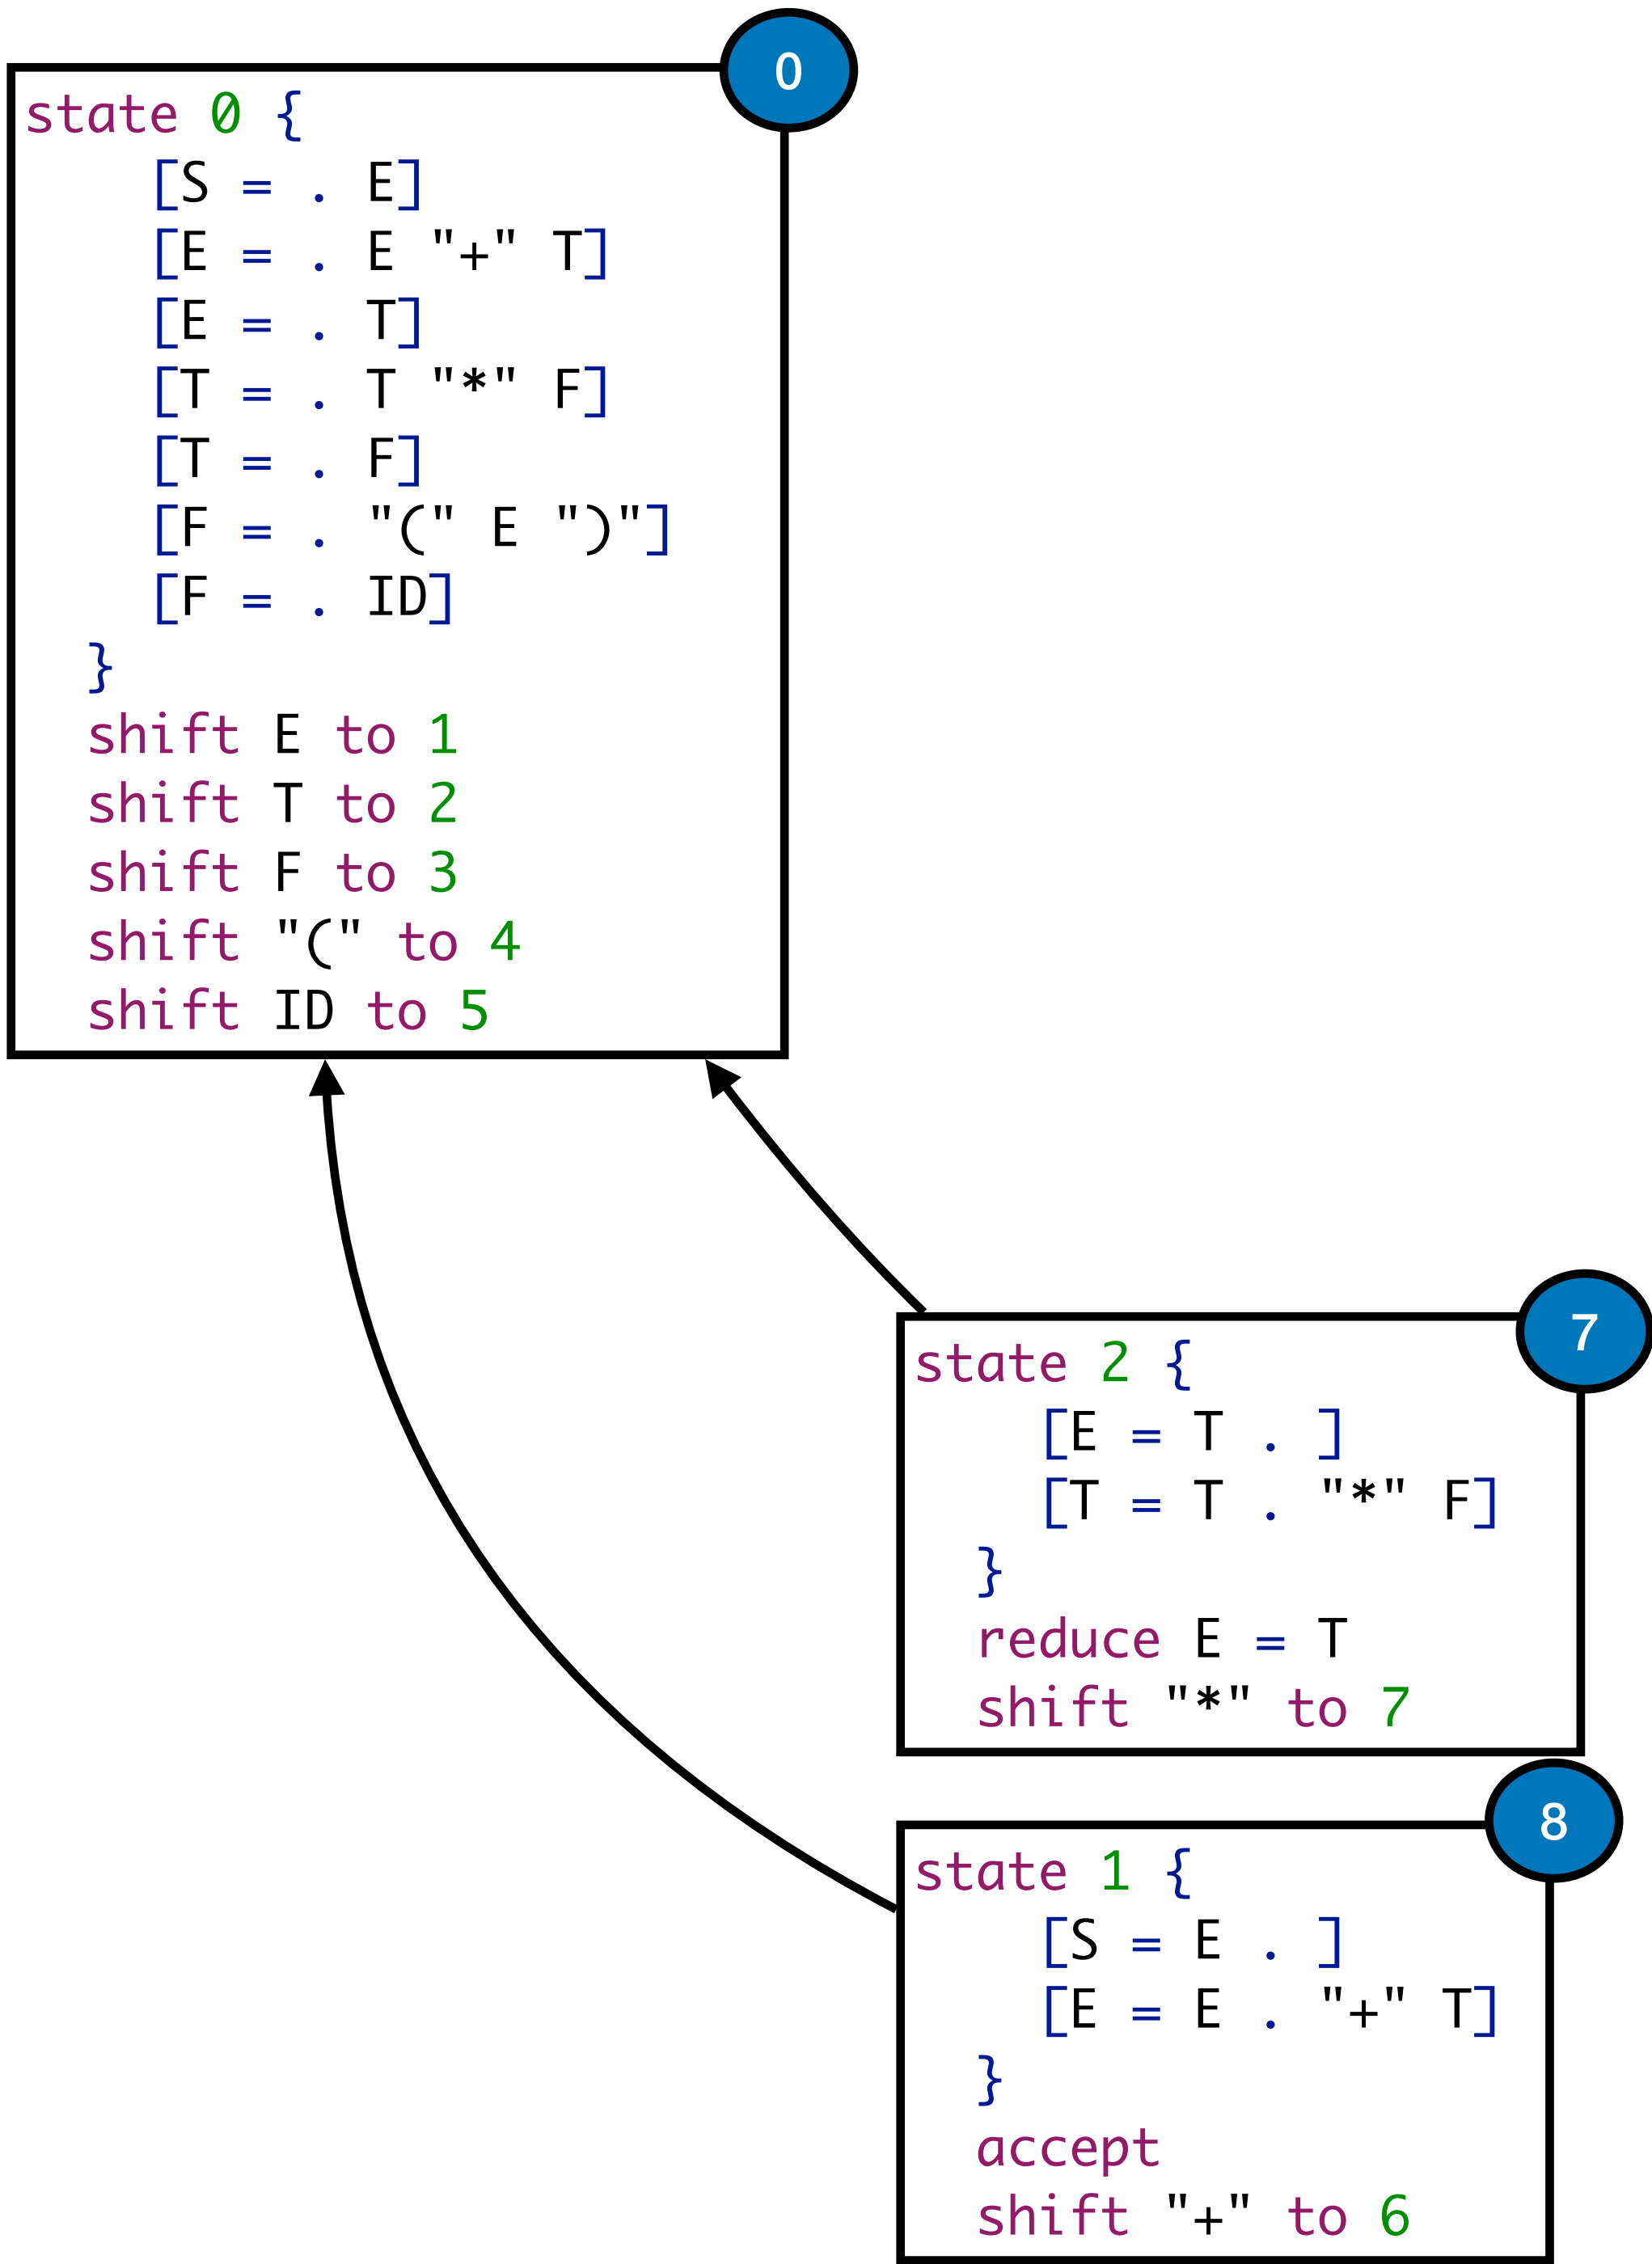 0
state 0 {
[S = . E]
[E = . E "+" T]
[E = . T]
[T = . T "*" F]
[T = . F]
[F = . "(" E ")"]
[F = . ID]
}
shift E to 1
shift T to 2
shift F to 3
shift "(" to 4
shift ID to 5
7
state 2 {
[E = T . ]
[T = T . "*" F]
}
reduce E = T
shift "*" to 7
8
state 1 {
[S = E . ]
[E = E . "+" T]
}
accept
shift "+" to 6